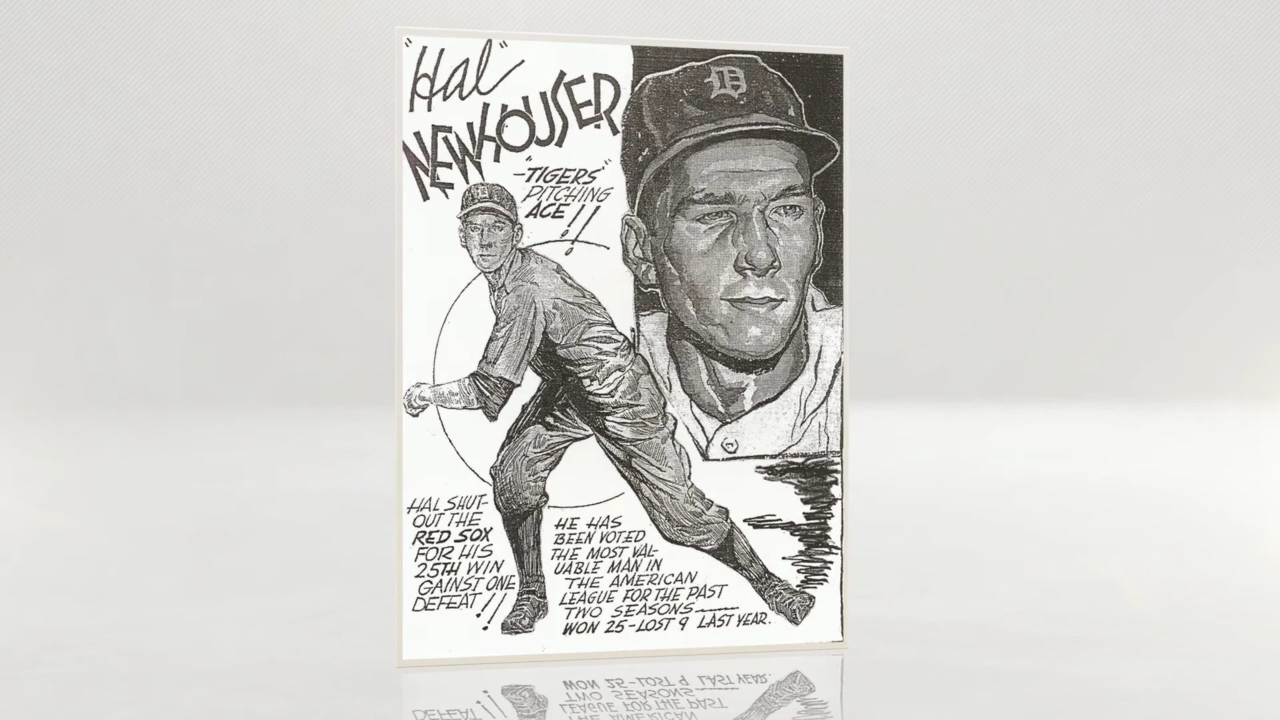 "Hal"
NEWHOUSER
-"TIGERS"
PITCHING
ACE!!
D
D
HAL SHUT-
OUT THE
RED SOX
FOR HIS
25TH WIN
GAINST ONE
DEFEAT!!
HE HAS
BEEN VOTED
THE MOST VAL-
UABLE MAN IN
THE AMERICAN
LEAGUE FOR THE PAST
TWO SEASONS—
WON 25-LOST 9 LAST YEAR.